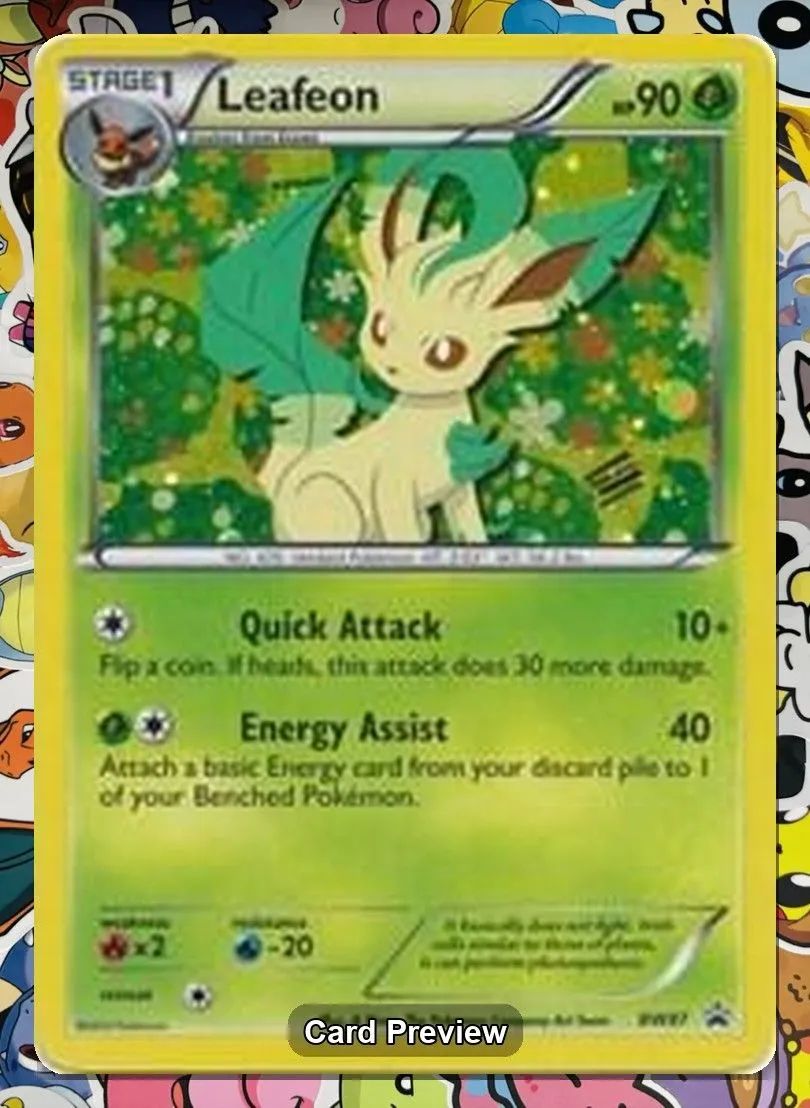 STAGE1
Leafeon
HP90
Quick Attack
10+
Flip a coin. If heads, this attack does 30 more damage.
Energy Assist
40
Attach a basic Energy card from your discard pile to 1
of your Benched Pokémon.
×2
-20
Card Preview